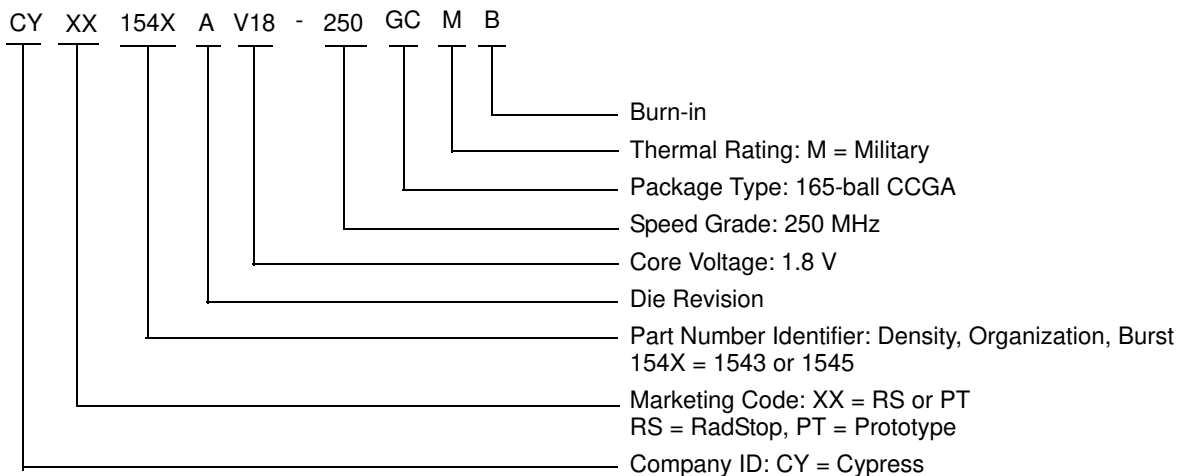 CY XX 154X A V18 - 250 GC M B
Burn-in
Thermal Rating: M = Military
Package Type: 165-ball CCGA
Speed Grade: 250 MHz
Core Voltage: 1.8 V
Die Revision
Part Number Identifier: Density, Organization, Burst
154X = 1543 or 1545
Marketing Code: XX = RS or PT
RS = RadStop, PT = Prototype
Company ID: CY = Cypress